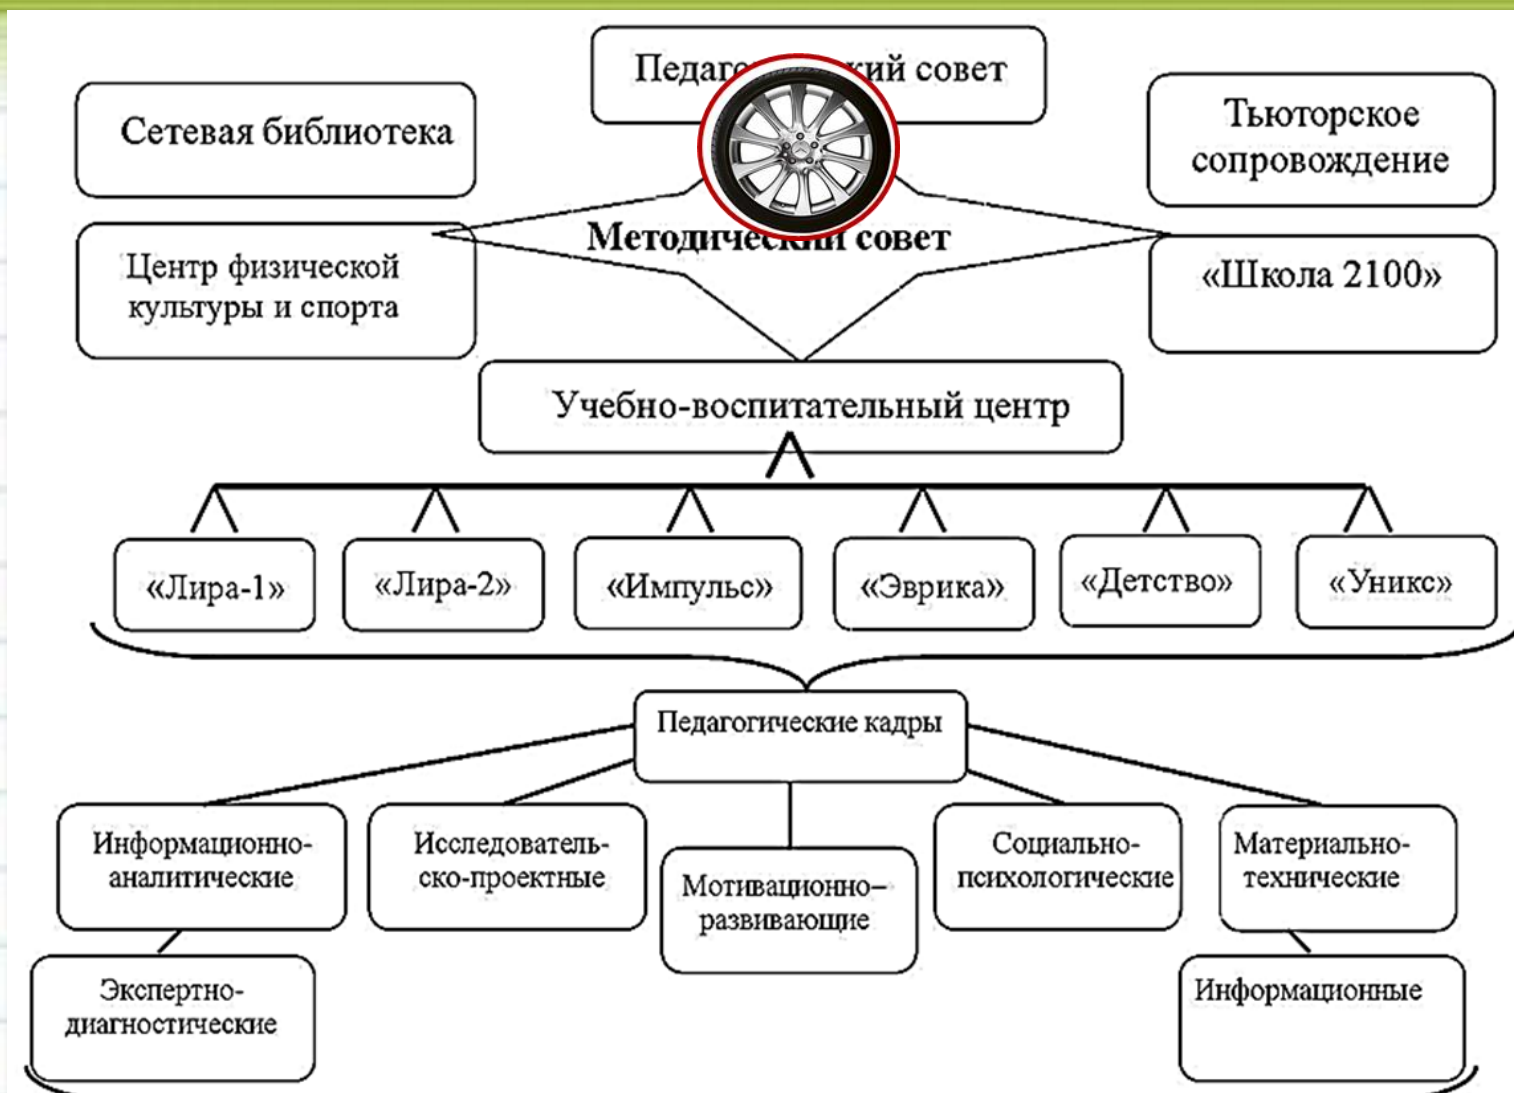 кий совет
Сетевая библиотека
Тьюторское
сопровождение
Методический совет
Центр физической
культуры и спорта
«Школа 2100»
Учебно-воспитательный центр
«Лира-1»
«Лира-2»
«Импульс»
«Эврика»
«Детство»
«Уникс»
Педагогические кадры
Информационно-
аналитические
Исследователь-
ско-проектные
Мотивационно–
развивающие
Социально-
психологические
Материально-
технические
Экспертно-
диагностические
Информационные